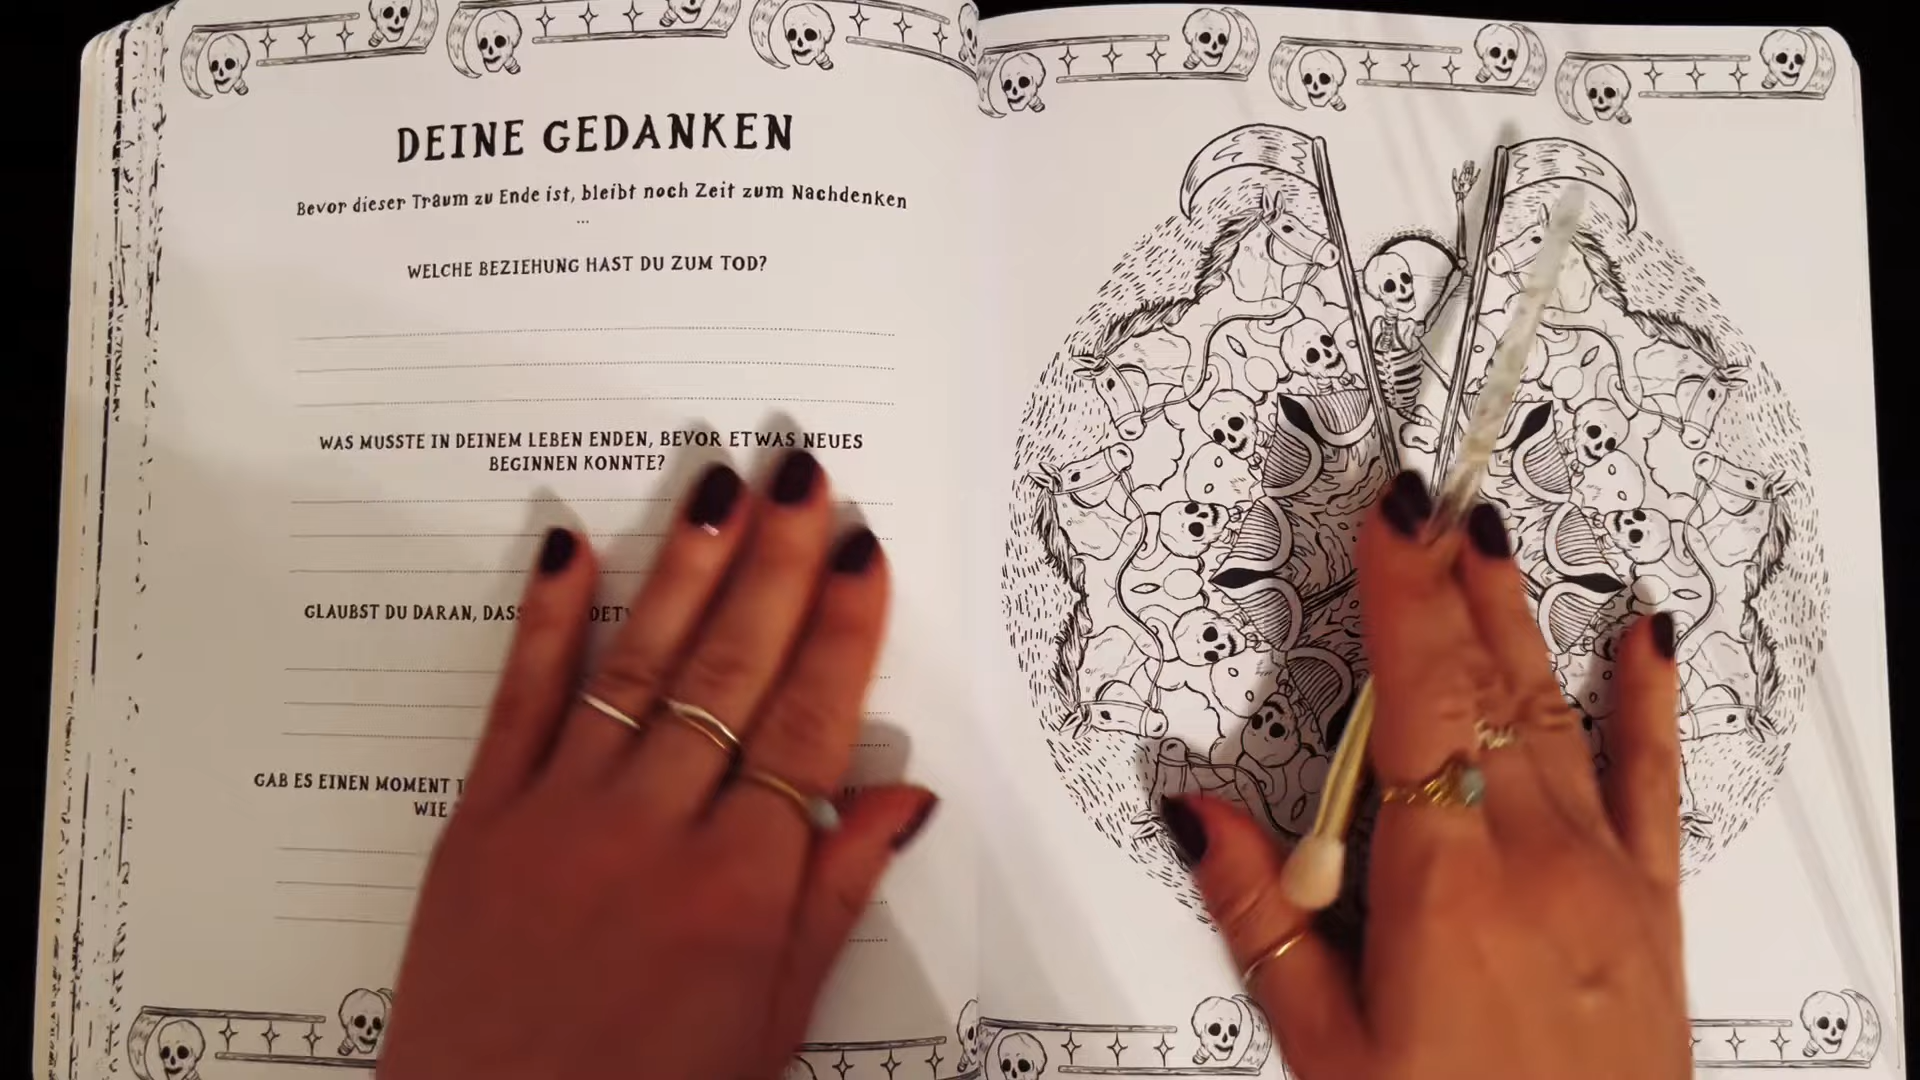 DEINE GEDANKEN
Bevor dieser Traum zu Ende ist, bleibt noch Zeit zum Nachdenken
...
WELCHE BEZIEHUNG HAST DU ZUM TOD?
WAS MUSSTE IN DEINEM LEBEN ENDEN, BEVOR ETWAS NEUES
BEGINNEN KONNTE?
GLAUBST DU DARAN,
GAB ES EINEN MOMENT
WIE